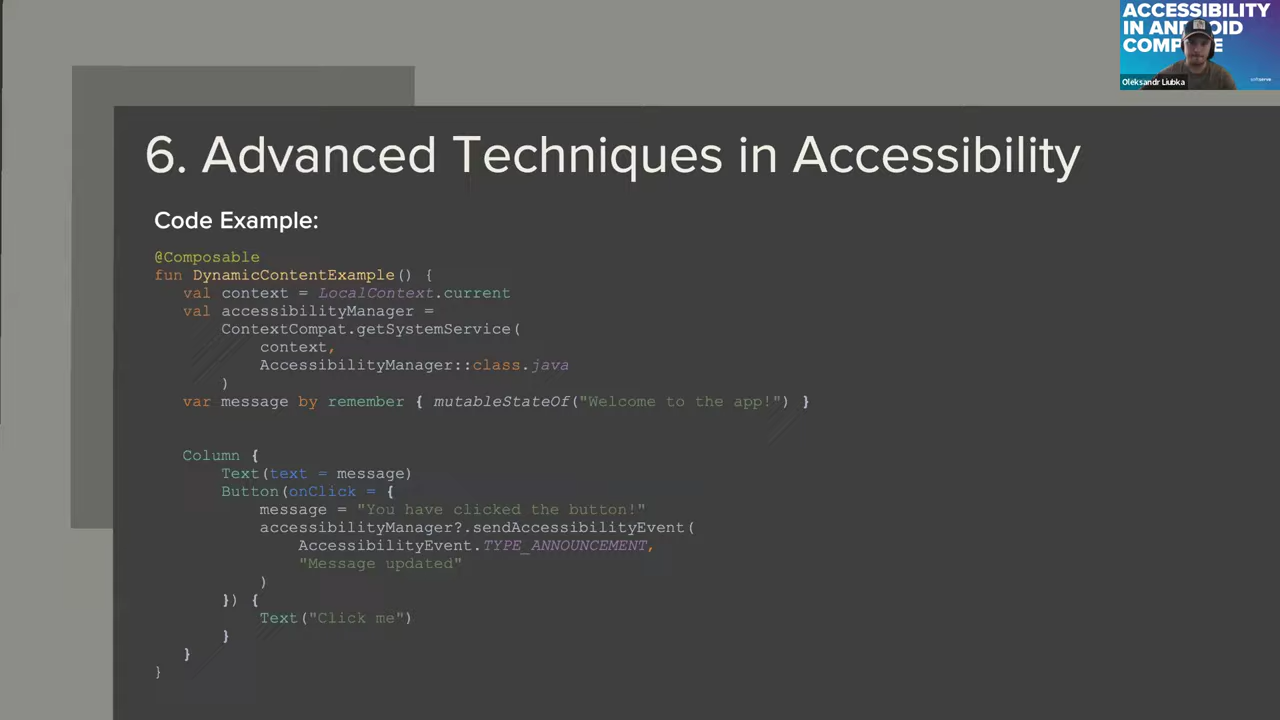 ACCESSIBILITY
IN ANDROID
COMPOSE
Oleksandr Liubka
6. Advanced Techniques in Accessibility
Code Example:
@Composable
fun DynamicContentExample() {
val context = LocalContext.current
val accessibilityManager =
ContextCompat.getSystemService(
context,
AccessibilityManager::class.java
)
var message by remember { mutableStateOf("Welcome to the app!") }
Column {
Text(text = message)
Button(onClick = {
message = "You have clicked the button!"
accessibilityManager?.sendAccessibilityEvent(
AccessibilityEvent.TYPE_ANNOUNCEMENT,
"Message updated"
)
}) {
Text("Click me")
}
}
}